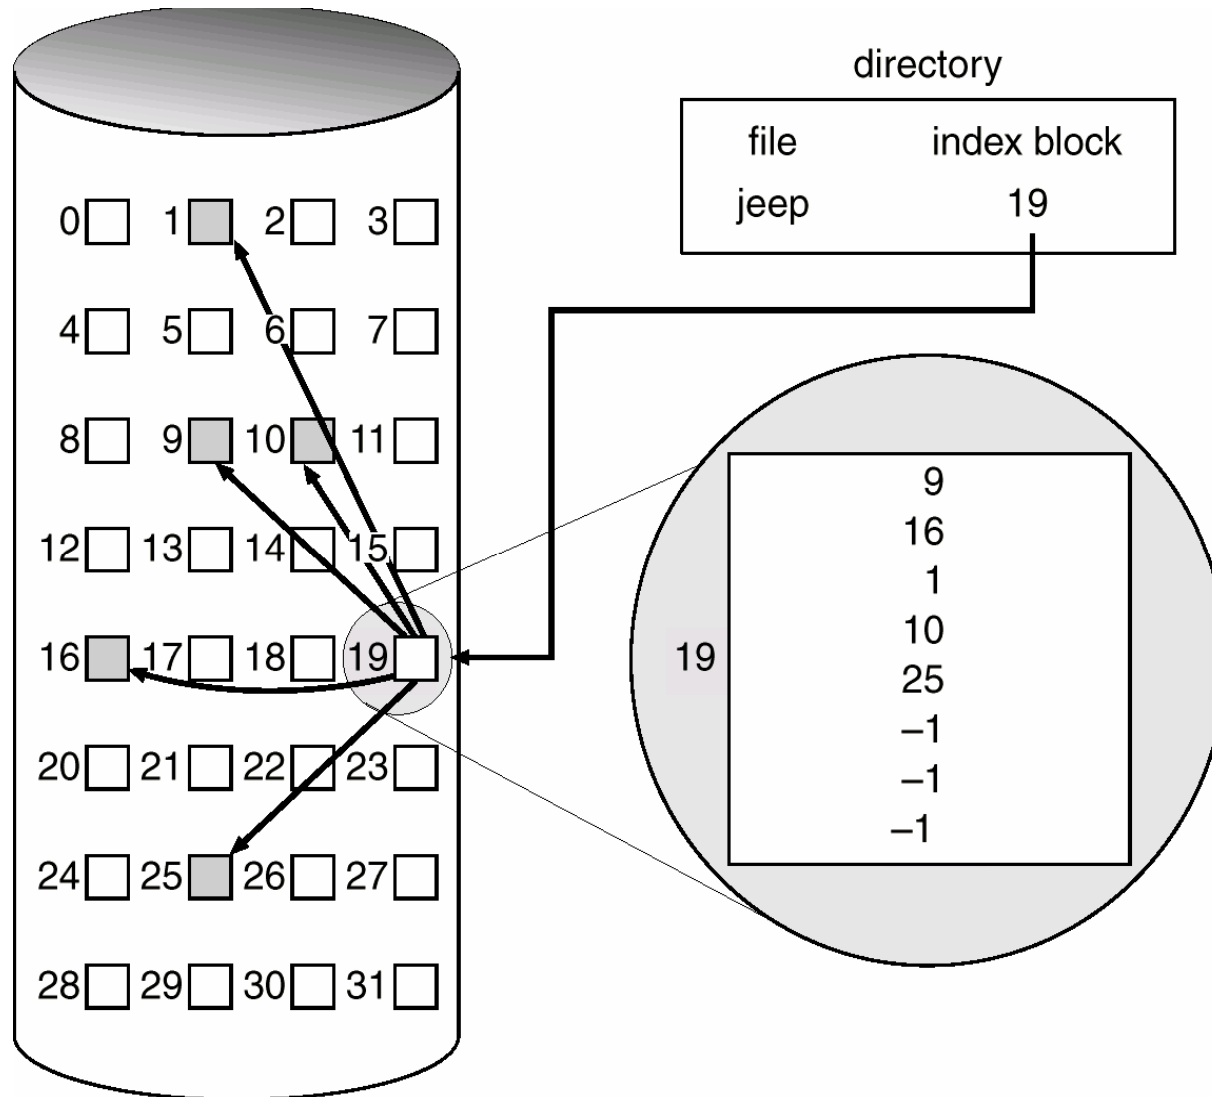 directory
file index block
jeep 19
0 1 2 3
4 5 6 7
8 9 10 11
12 13 14 15
16 17 18 19
20 21 22 23
24 25 26 27
28 29 30 31
19
9
16
1
10
25
–1
–1
–1